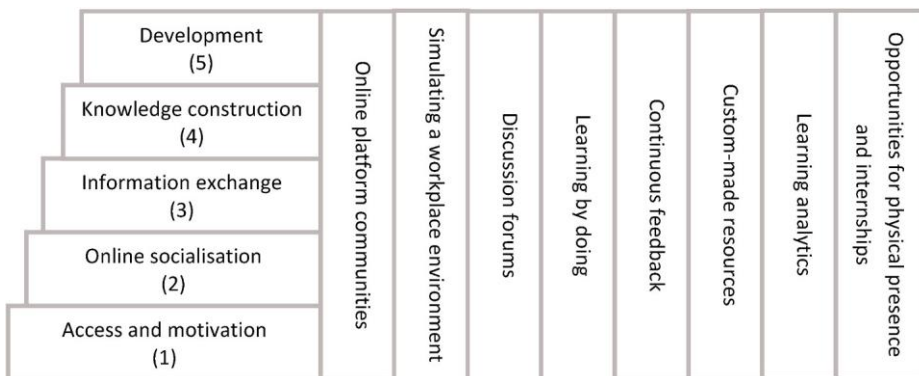 Development
(5)
Knowledge construction
(4)
Information exchange
(3)
Online socialisation
(2)
Access and motivation
(1)
Online platform communities
Simulating a workplace environment
Discussion forums
Learning by doing
Continuous feedback
Custom-made resources
Learning analytics
Opportunities for physical presence
and internships